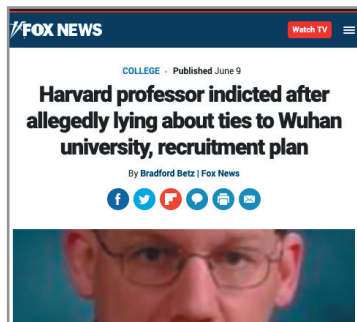 FOX NEWS
Watch TV
COLLEGE · Published June 9
Harvard professor indicted after
allegedly lying about ties to Wuhan
university, recruitment plan
By Bradford Betz | Fox News